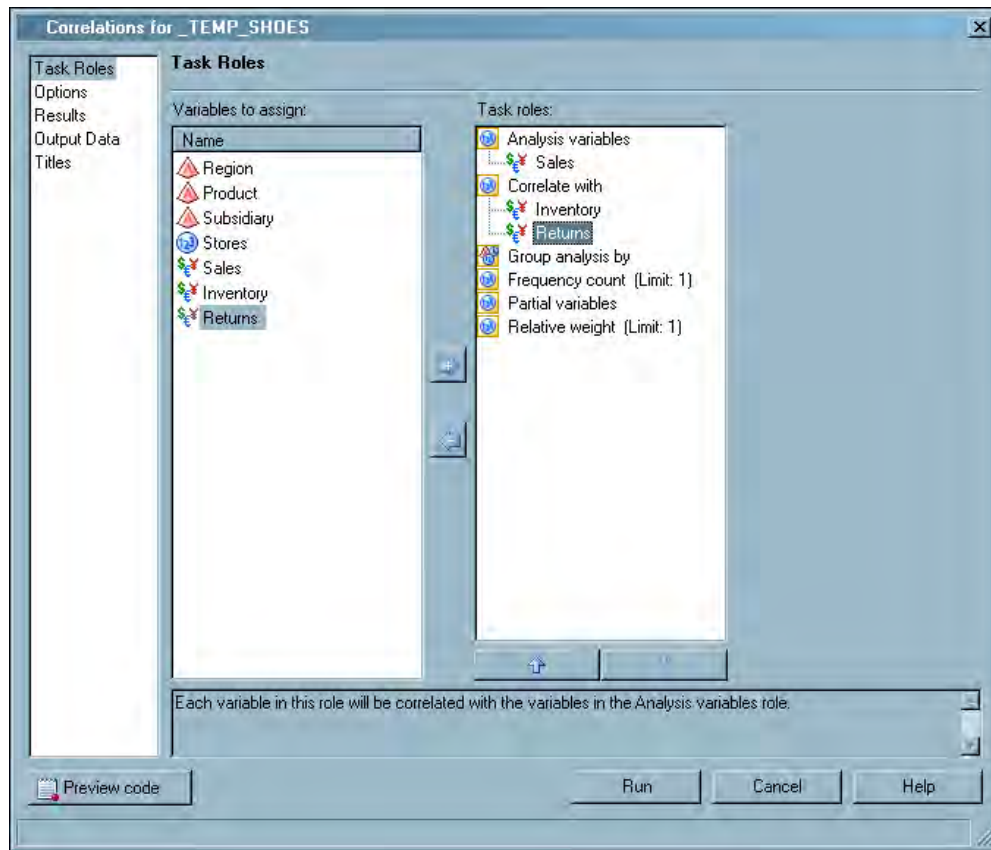 Correlations for _TEMP_SHOES
Task Roles
Options
Results
Output Data
Titles
Task Roles
Variables to assign:
Name
Region
Product
Subsidiary
Stores
Sales
Inventory
Returns
Task roles:
Analysis variables
Sales
Correlate with
Inventory
Returns
Group analysis by
Frequency count (Limit: 1)
Partial variables
Relative weight (Limit: 1)
Each variable in this role will be correlated with the variables in the Analysis variables role.
Preview code
Run
Cancel
Help